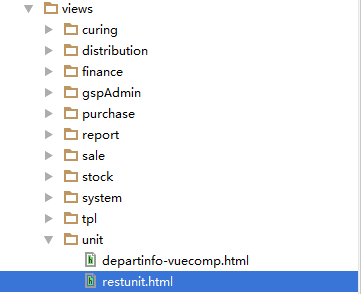 views
curing
distribution
finance
gspAdmin
purchase
report
sale
stock
system
tpl
unit
departinfo-vuecomp.html
restunit.html